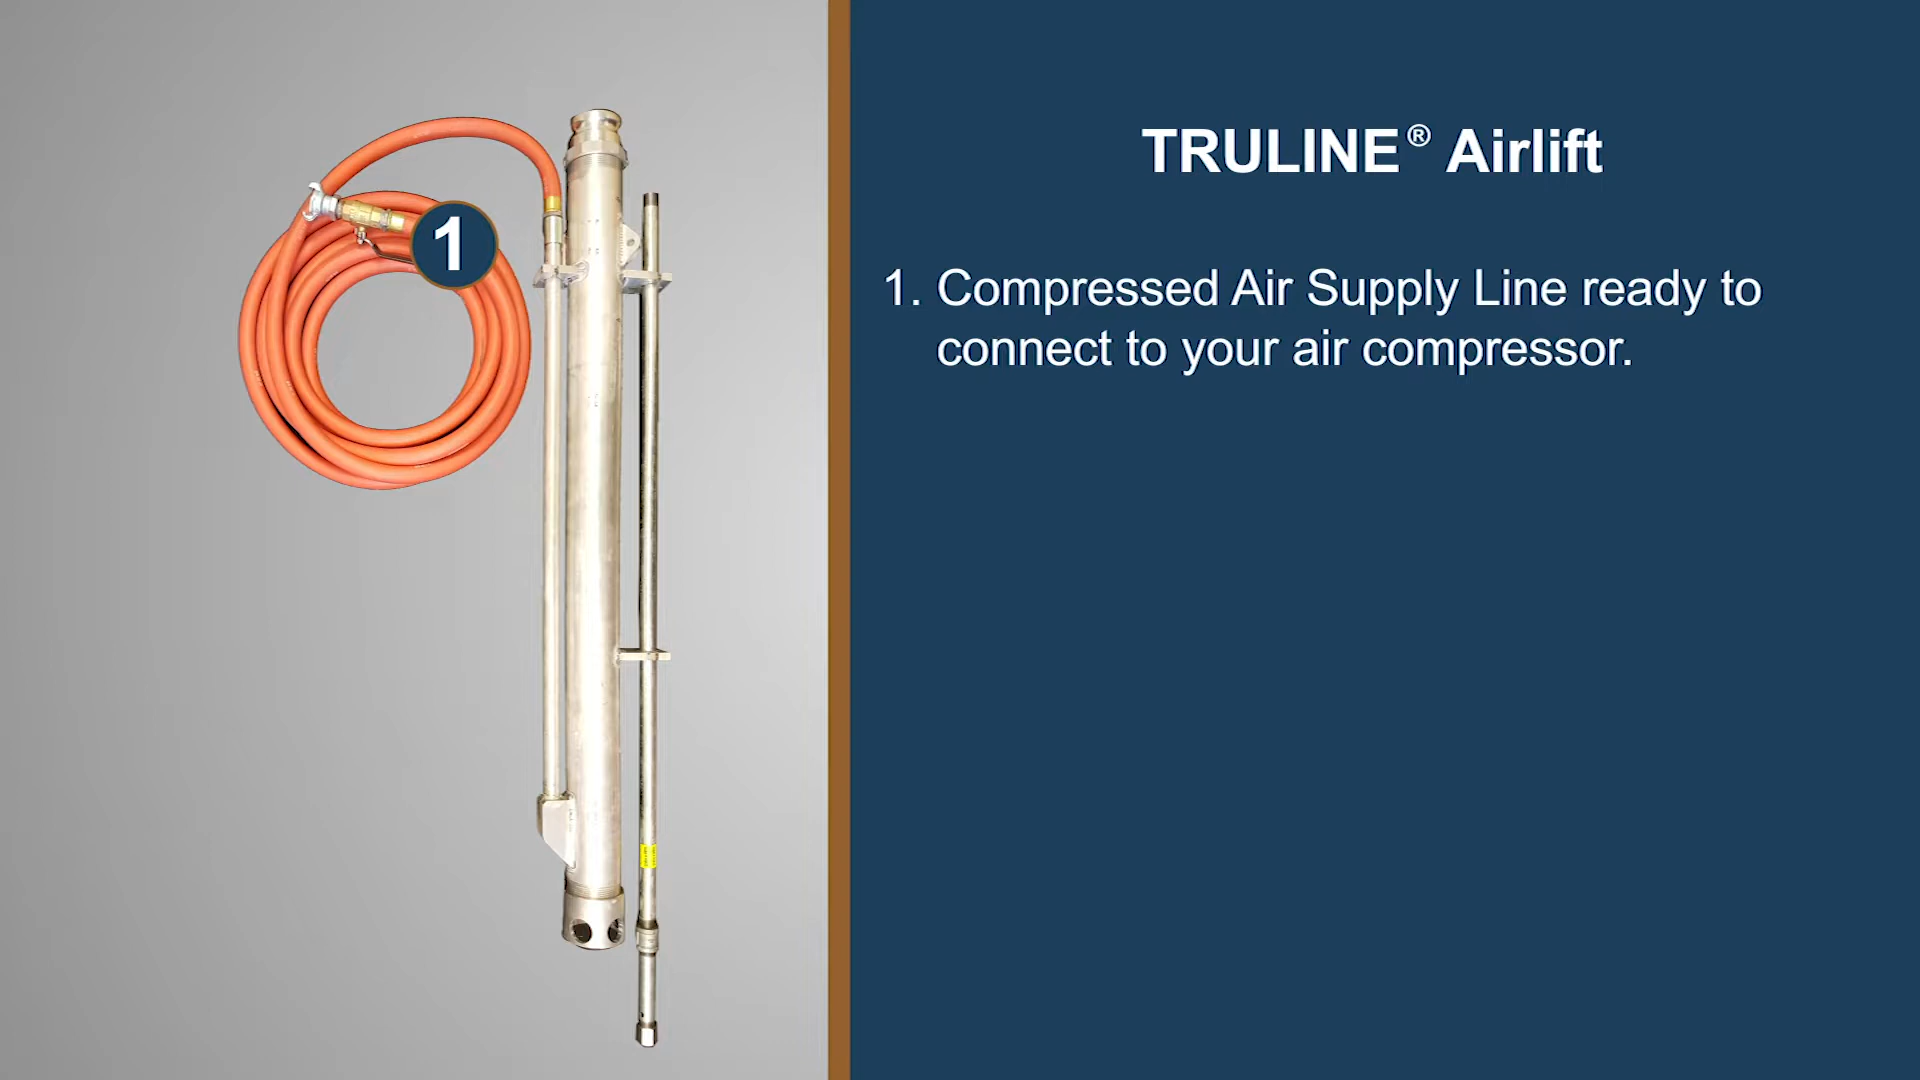 1
TRULINE® Airlift
1. Compressed Air Supply Line ready to
connect to your air compressor.